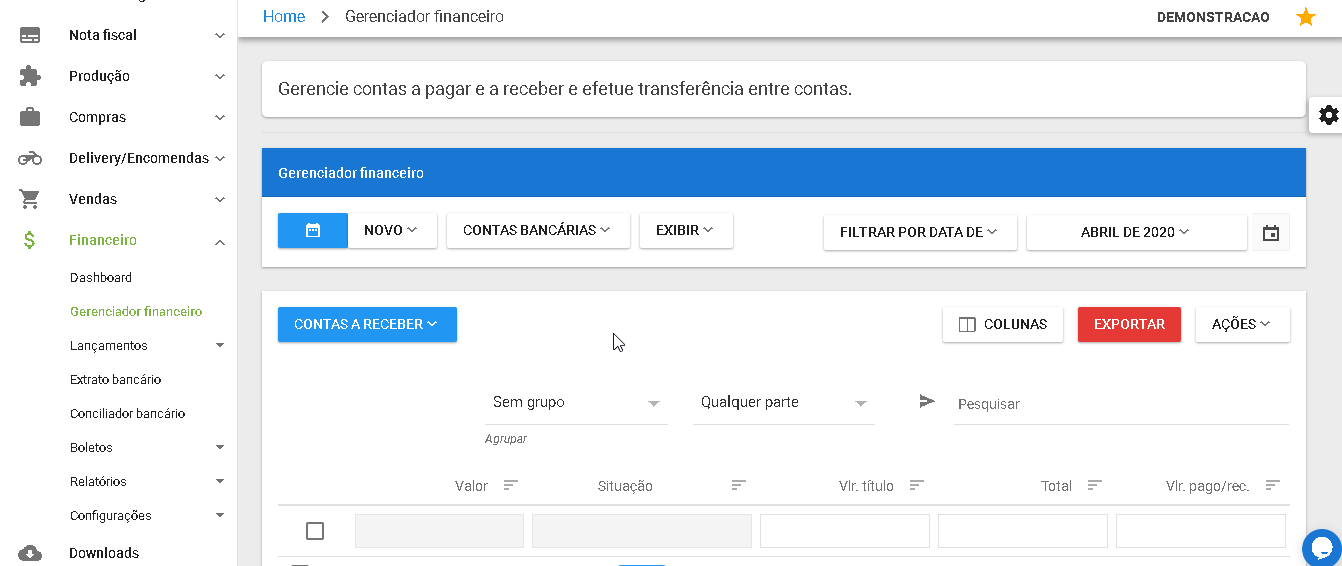 Home > Gerenciador financeiro
DEMONSTRACAO
Nota fiscal
Produção
Compras
Delivery/Encomendas
Vendas
Financeiro
Dashboard
Gerenciador financeiro
Lançamentos
Extrato bancário
Conciliador bancário
Boletos
Relatórios
Configurações
Downloads
Gerencie contas a pagar e a receber e efetue transferência entre contas.
Gerenciador financeiro
NOVO
CONTAS BANCÁRIAS
EXIBIR
FILTRAR POR DATA DE
ABRIL DE 2020
CONTAS A RECEBER
COLUNAS
EXPORTAR
AÇÕES
Sem grupo
Qualquer parte
Pesquisar
Agrupar
Valor
Situação
Vlr. título
Total
Vlr. pago/rec.